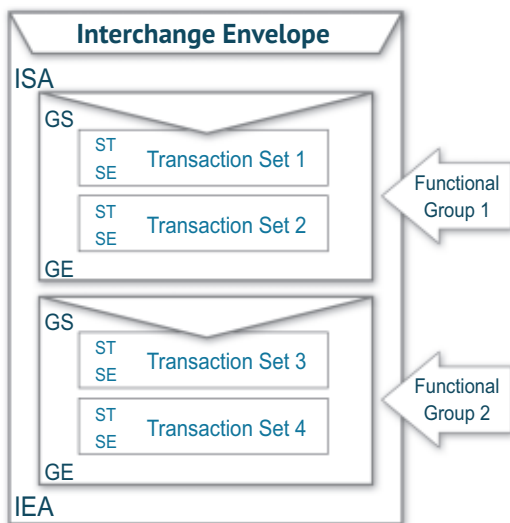 Interchange Envelope
ISA
GS
ST
Transaction Set 1
SE
ST
Transaction Set 2
SE
GE
Functional
Group 1
GS
ST
Transaction Set 3
SE
ST
Transaction Set 4
SE
GE
Functional
Group 2
IEA